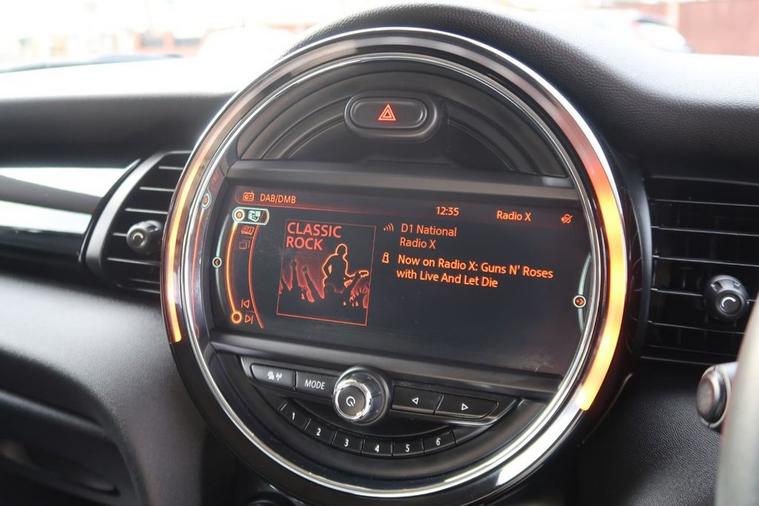 DAB/DMB
12:35
Radio X
CLASSIC
ROCK
D1 National
Radio X
Now on Radio X: Guns N' Roses
with Live And Let Die
MODE
1 2 3 4 5 6